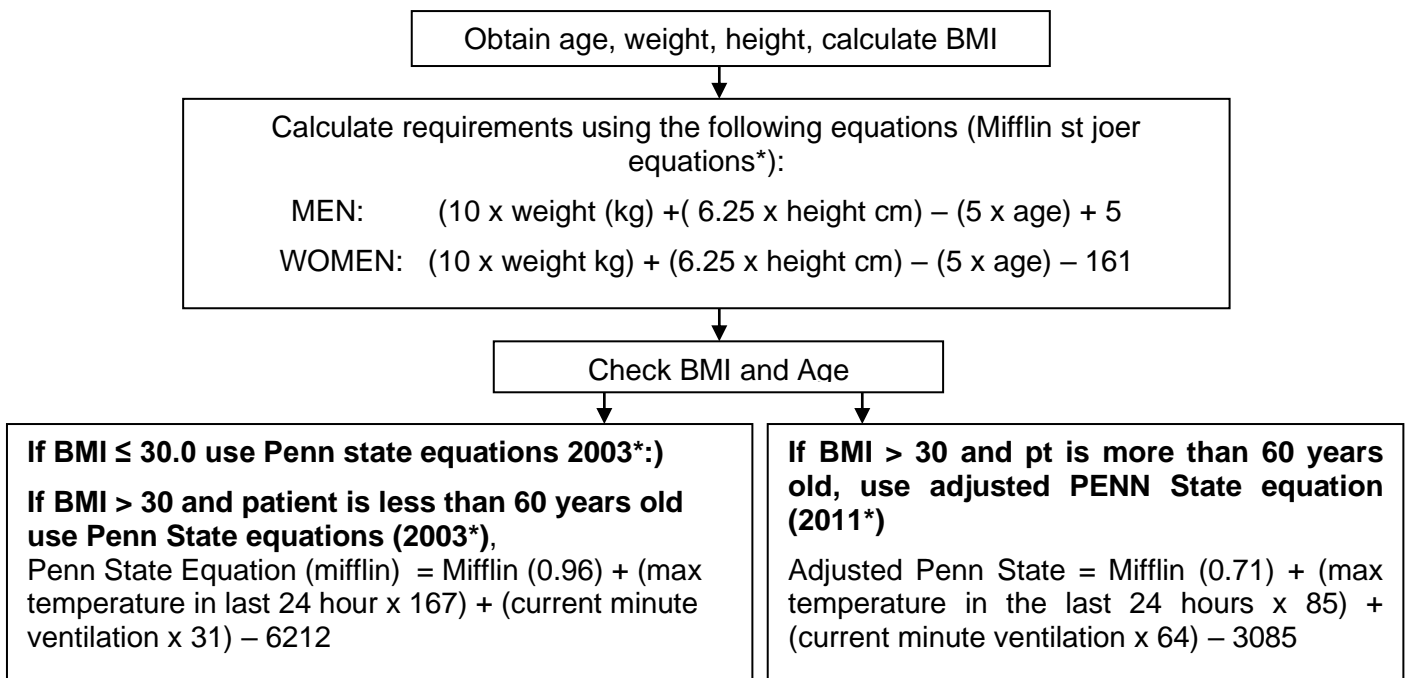 Obtain age, weight, height, calculate BMI
Calculate requirements using the following equations (Mifflin st joer
equations*):
MEN: (10 x weight (kg) +( 6.25 x height cm) – (5 x age) + 5
WOMEN: (10 x weight kg) + (6.25 x height cm) – (5 x age) – 161
Check BMI and Age
If BMI ≤ 30.0 use Penn state equations 2003*:)
If BMI > 30 and patient is less than 60 years old
use Penn State equations (2003*),
Penn State Equation (mifflin) = Mifflin (0.96) + (max
temperature in last 24 hour x 167) + (current minute
ventilation x 31) – 6212
If BMI > 30 and pt is more than 60 years
old, use adjusted PENN State equation
(2011*)
Adjusted Penn State = Mifflin (0.71) + (max
temperature in the last 24 hours x 85) +
(current minute ventilation x 64) – 3085